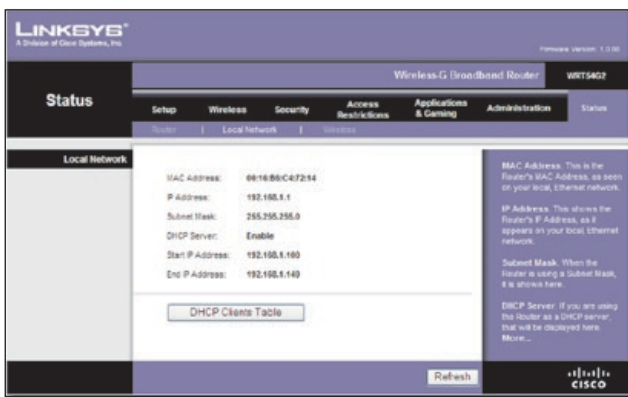 LINKSYS®
A Division of Cisco Systems, Inc.
Firmware Version: 1.0.00
Wireless-G Broadband Router WRT54G2
Status
Setup Wireless Security Access Restrictions Applications & Gaming Administration Status
Router | Local Network | Wireless
Local Network
MAC Address: 00:16:B6:C4:72:14
IP Address: 192.168.1.1
Subnet Mask: 255.255.255.0
DHCP Server: Enable
Start IP Address: 192.168.1.100
End IP Address: 192.168.1.149
DHCP Clients Table
MAC Address. This is the
Router's MAC Address, as seen
on your local, Ethernet network.
IP Address. This shows the
Router's IP Address, as it
appears on your local, Ethernet
network.
Subnet Mask. When the
Router is using a Subnet Mask,
it is shown here.
DHCP Server. If you are using
the Router as a DHCP server,
that will be displayed here.
More...
Refresh
CISCO